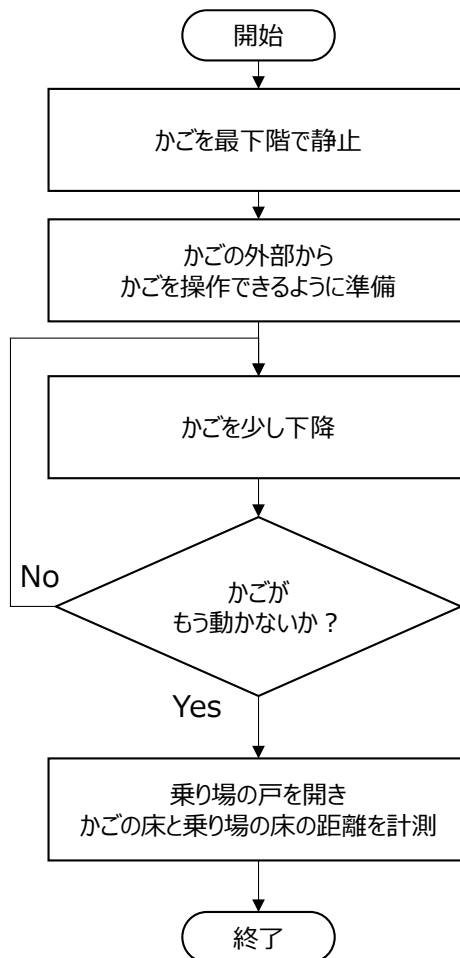 開始
かごを最下階で静止
かごの外部から
かごを操作できるように準備
かごを少し下降
かごが
もう動かないか？
No
Yes
乗り場の戸を開き
かごの床と乗り場の床の距離を計測
終了